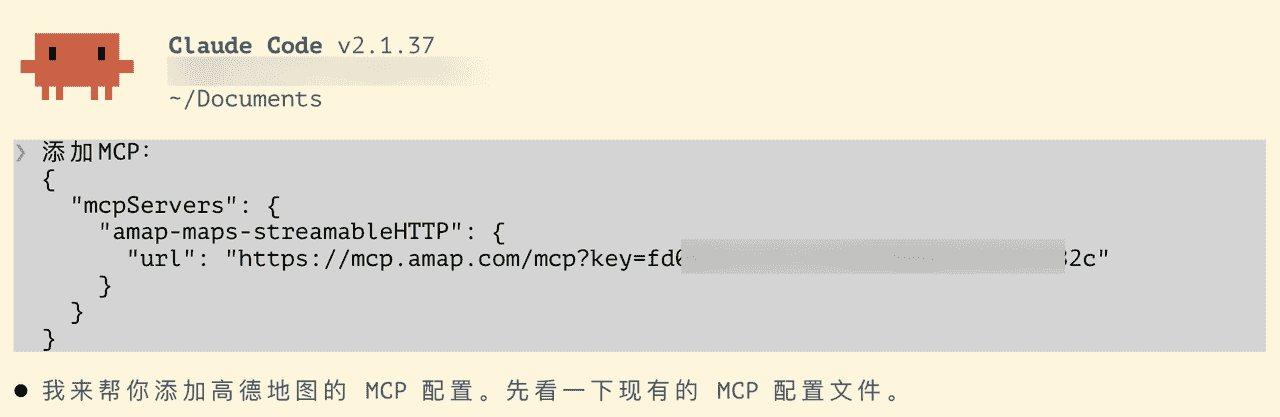 Claude Code v2.1.37
~/Documents
❯ 添加MCP:
{
"mcpServers": {
"amap-maps-streamableHTTP": {
"url": "https://mcp.amap.com/mcp?key=fd 2c"
}
}
}
● 我来帮你添加高德地图的 MCP 配置。先看一下现有的 MCP 配置文件。